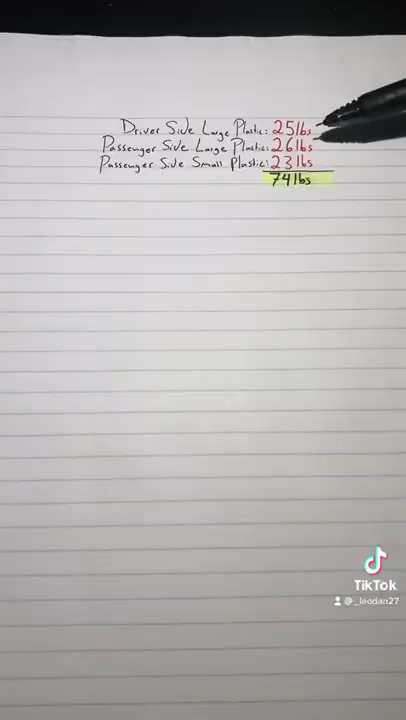 Driver Side Large Plastic: 25lbs
Passenger Side Large Plastic: 26lbs
Passenger Side Small Plastic: 23lbs
74lbs
TikTok
@_leodan27